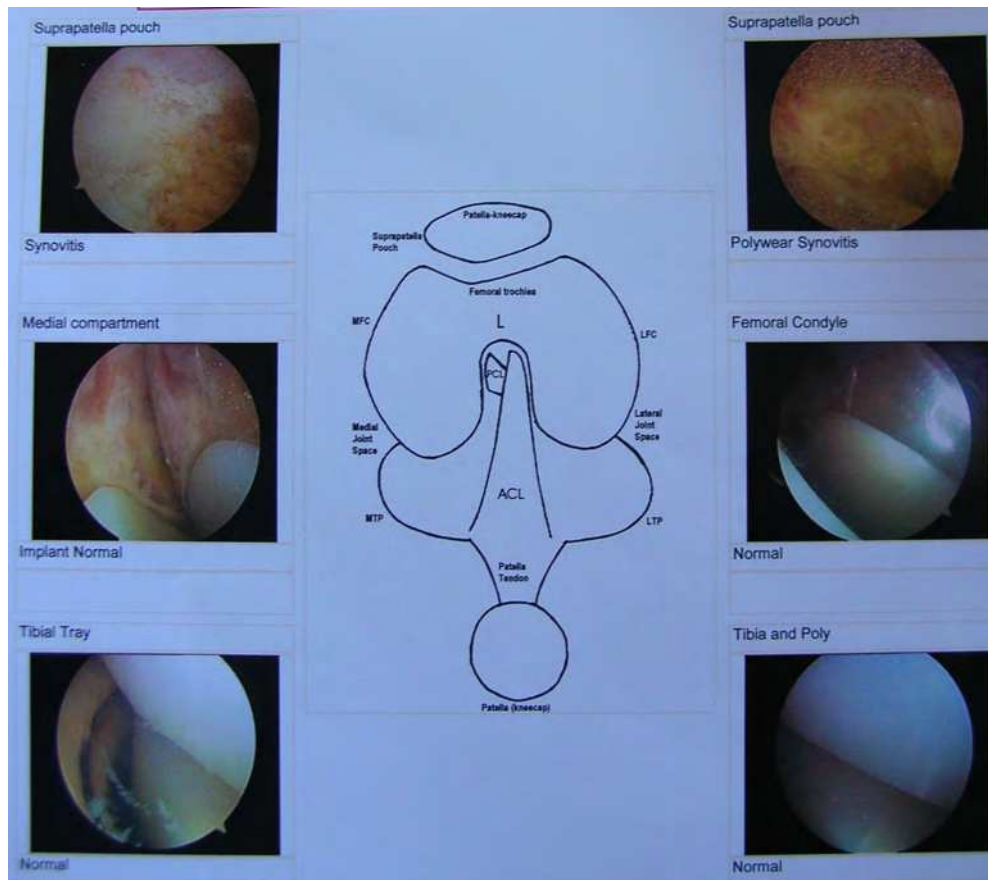 Suprapatella pouch
Synovitis
Medial compartment
Implant Normal
Tibial Tray
Normal
Patella-kneecap
Suprapatella
Pouch
Femoral trochlea
MFC
L
LFC
PCL
Medial
Joint
Space
Lateral
Joint
Space
ACL
MTP
LTP
Patella
Tendon
Patella (kneecap)
Suprapatella pouch
Polywear Synovitis
Femoral Condyle
Normal
Tibia and Poly
Normal